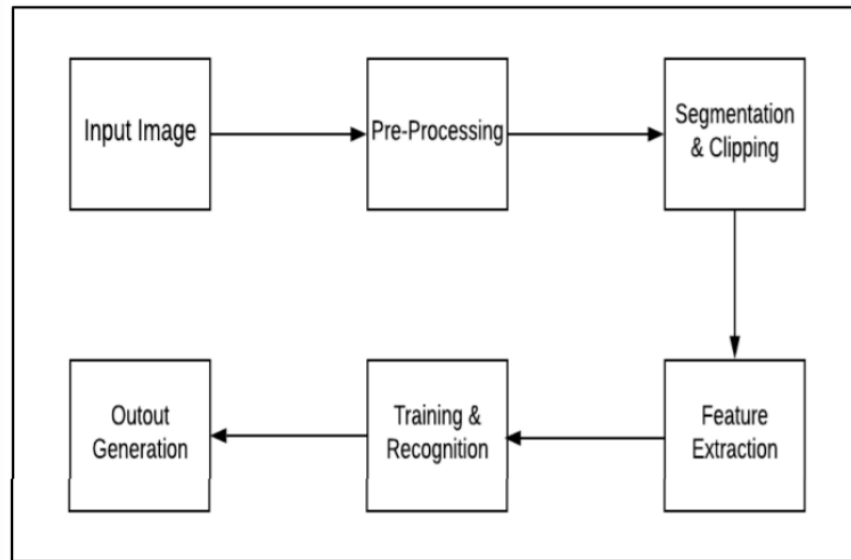 Input Image
Pre-Processing
Segmentation
& Clipping
Feature
Extraction
Training &
Recognition
Outout
Generation